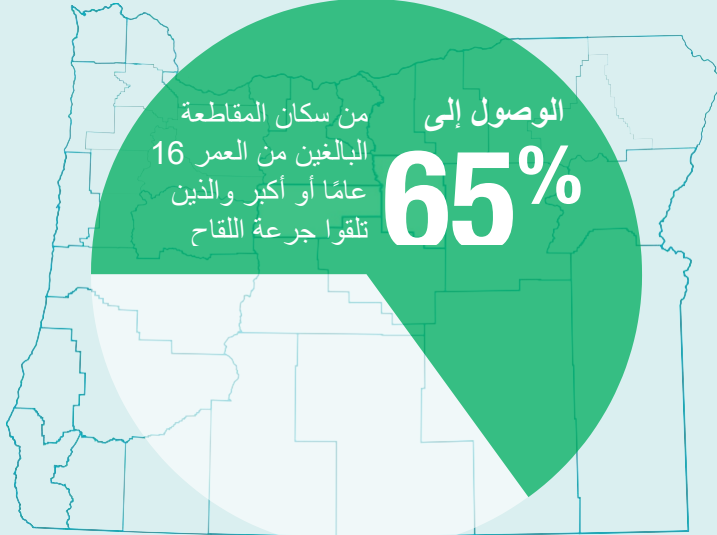 الوصول إلى
65%
من سكان المقاطعة
البالغين من العمر 16
عامًا أو أكبر والذين
تلقوا جرعة اللقاح